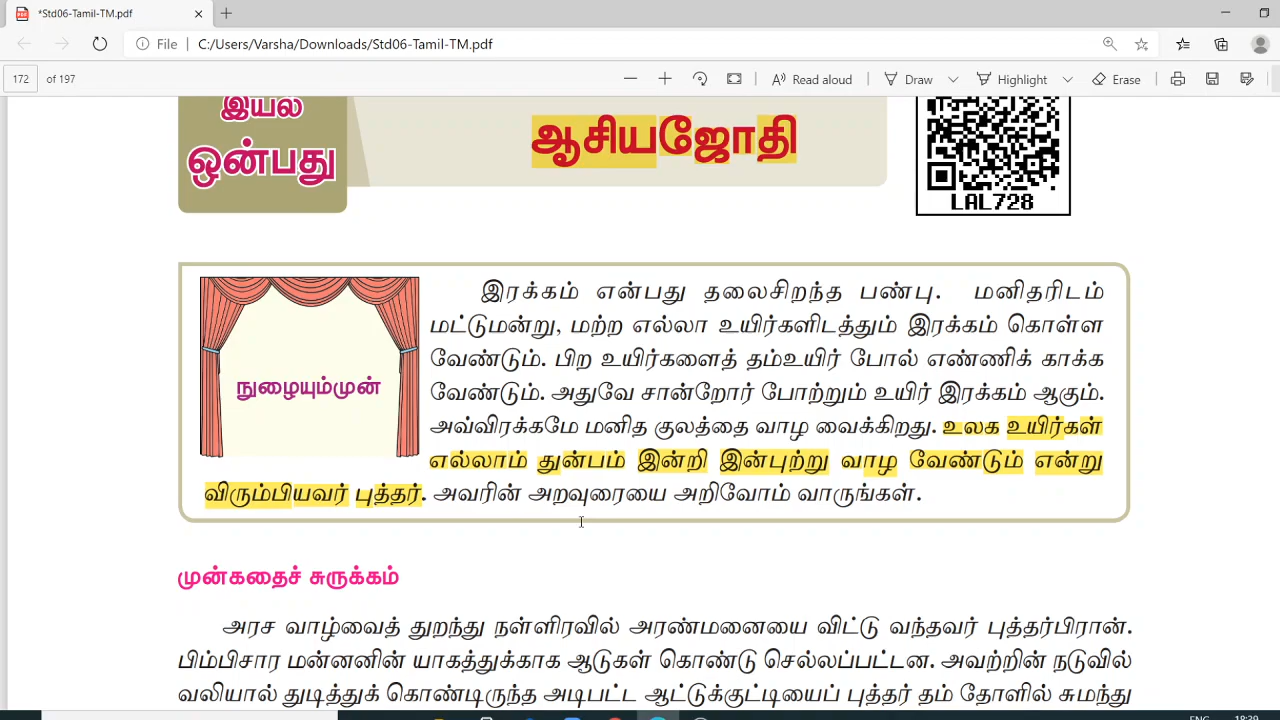 *Std06-Tamil-TM.pdf
File C:/Users/Varsha/Downloads/Std06-Tamil-TM.pdf
172 of 197 Read aloud Draw Highlight Erase
இயல்
ஒன்பது
ஆசியஜோதி
LAL728
நுழையும்முன்
இரக்கம் என்பது தலைசிறந்த பண்பு. மனிதரிடம்
மட்டுமன்று, மற்ற எல்லா உயிர்களிடத்தும் இரக்கம் கொள்ள
வேண்டும். பிற உயிர்களைத் தம்உயிர் போல் எண்ணிக் காக்க
வேண்டும். அதுவே சான்றோர் போற்றும் உயிர் இரக்கம் ஆகும்.
அவ்விரக்கமே மனித குலத்தை வாழ வைக்கிறது. உலக உயிர்கள்
எல்லாம் துன்பம் இன்றி இன்புற்று வாழ வேண்டும் என்று
விரும்பியவர் புத்தர். அவரின் அறவுரையை அறிவோம் வாருங்கள்.
முன்கதைச் சுருக்கம்
அரச வாழ்வைத் துறந்து நள்ளிரவில் அரண்மனையை விட்டு வந்தவர் புத்தர்பிரான்.
பிம்பிசார மன்னனின் யாகத்துக்காக ஆடுகள் கொண்டு செல்லப்பட்டன. அவற்றின் நடுவில்
வலியால் துடித்துக் கொண்டிருந்த அடிபட்ட ஆட்டுக்குட்டியைப் புத்தர் தம் தோளில் சுமந்து
ENG 18:39